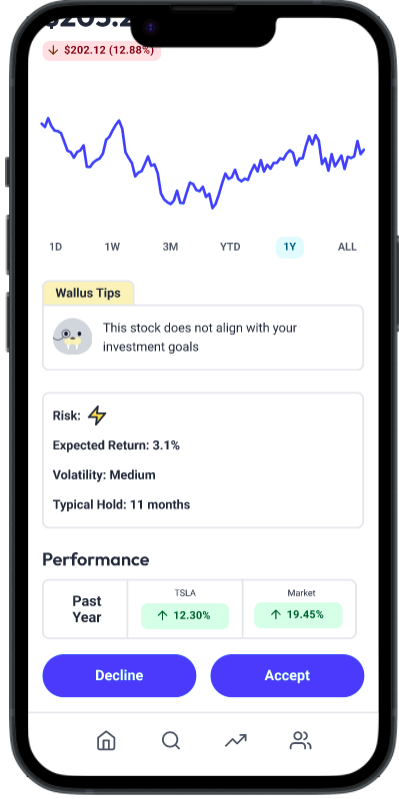 $202.12 (12.88%)
1D 1W 3M YTD 1Y ALL
Wallus Tips
This stock does not align with your
investment goals
Risk:
Expected Return: 3.1%
Volatility: Medium
Typical Hold: 11 months
Performance
Past
Year
TSLA
12.30%
Market
19.45%
Decline
Accept